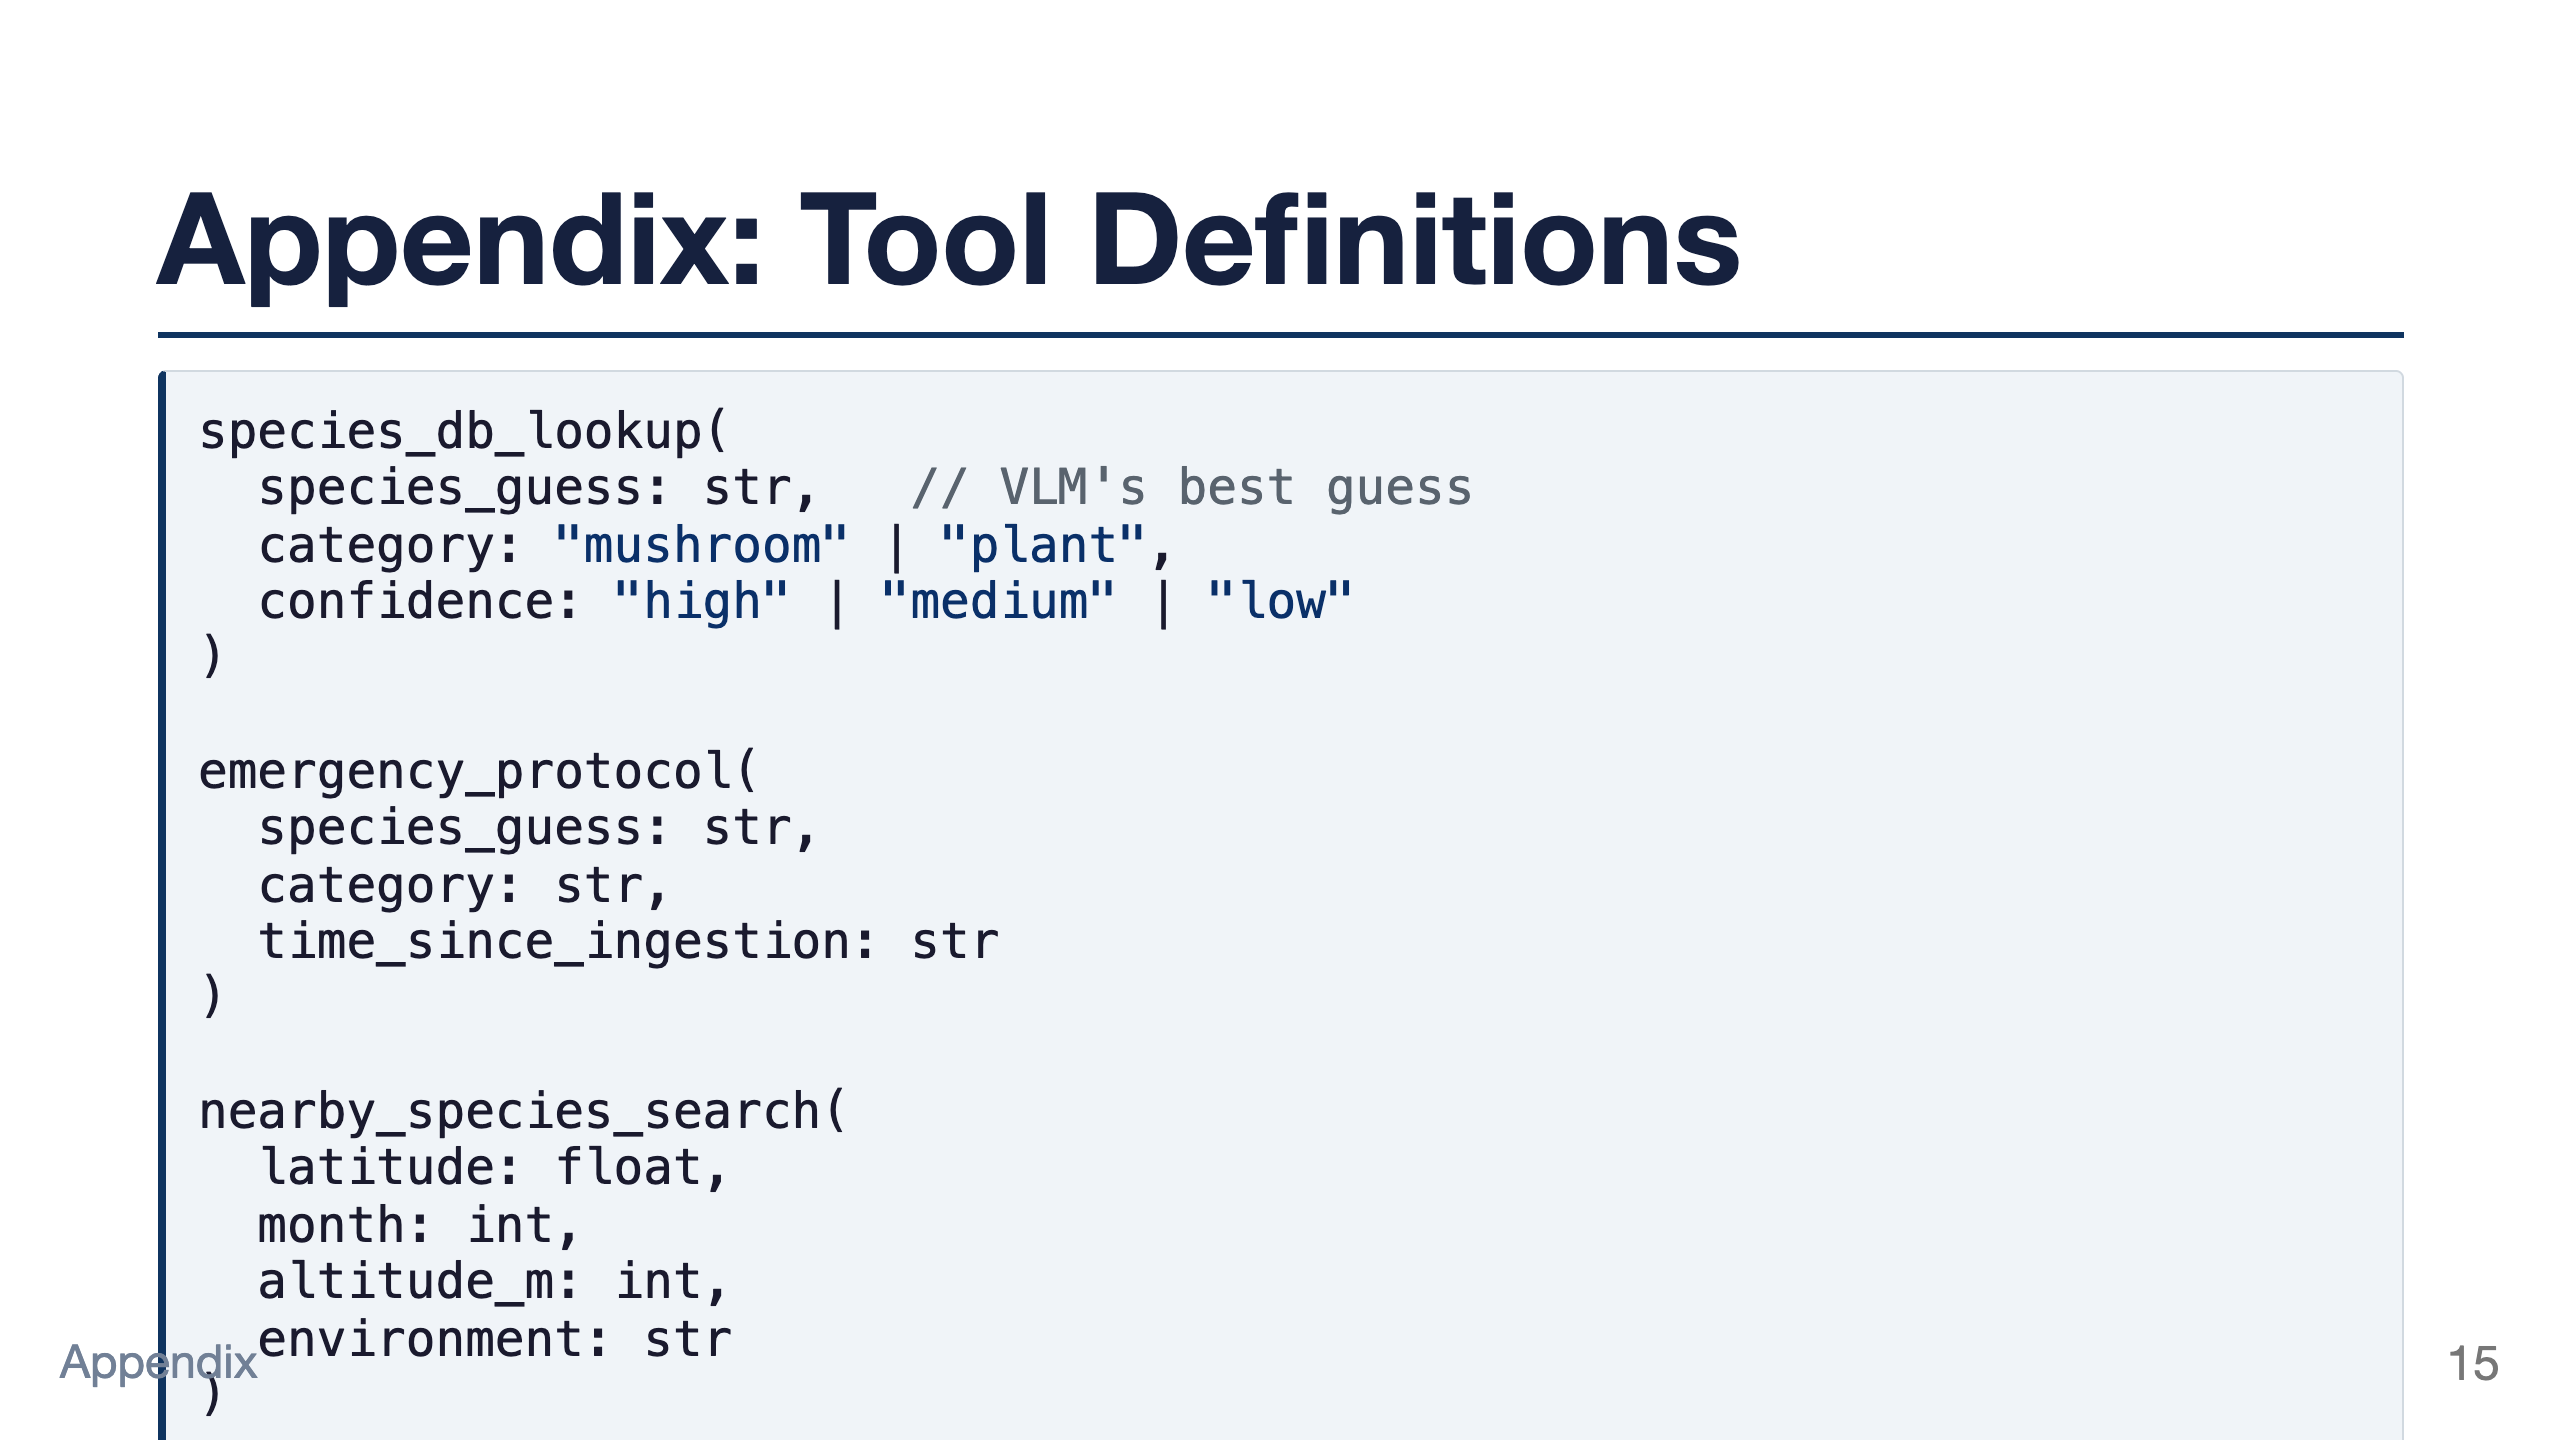 Appendix: Tool Definitions
species_db_lookup(
  species_guess: str,   // VLM's best guess
  category: "mushroom" | "plant",
  confidence: "high" | "medium" | "low"
)

emergency_protocol(
  species_guess: str,
  category: str,
  time_since_ingestion: str
)

nearby_species_search(
  latitude: float,
  month: int,
  altitude_m: int,
  environment: str
)
Appendix
15